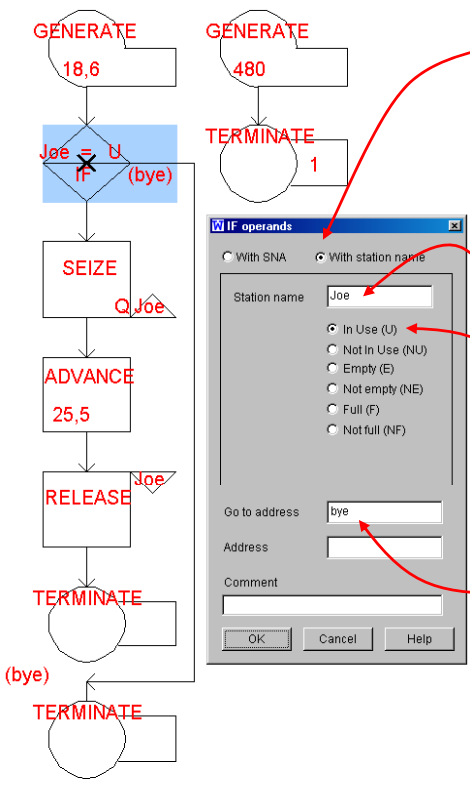 GENERATE
18,6
GENERATE
480
Joe = U
IF
(bye)
TERMINATE
1
SEIZE
Q Joe
ADVANCE
25,5
Joe
RELEASE
TERMINATE
(bye)
TERMINATE
IF operands
With SNA
With station name
Station name
Joe
In Use (U)
Not In Use (NU)
Empty (E)
Not empty (NE)
Full (F)
Not full (NF)
Go to address
bye
Address
Comment
OK
Cancel
Help